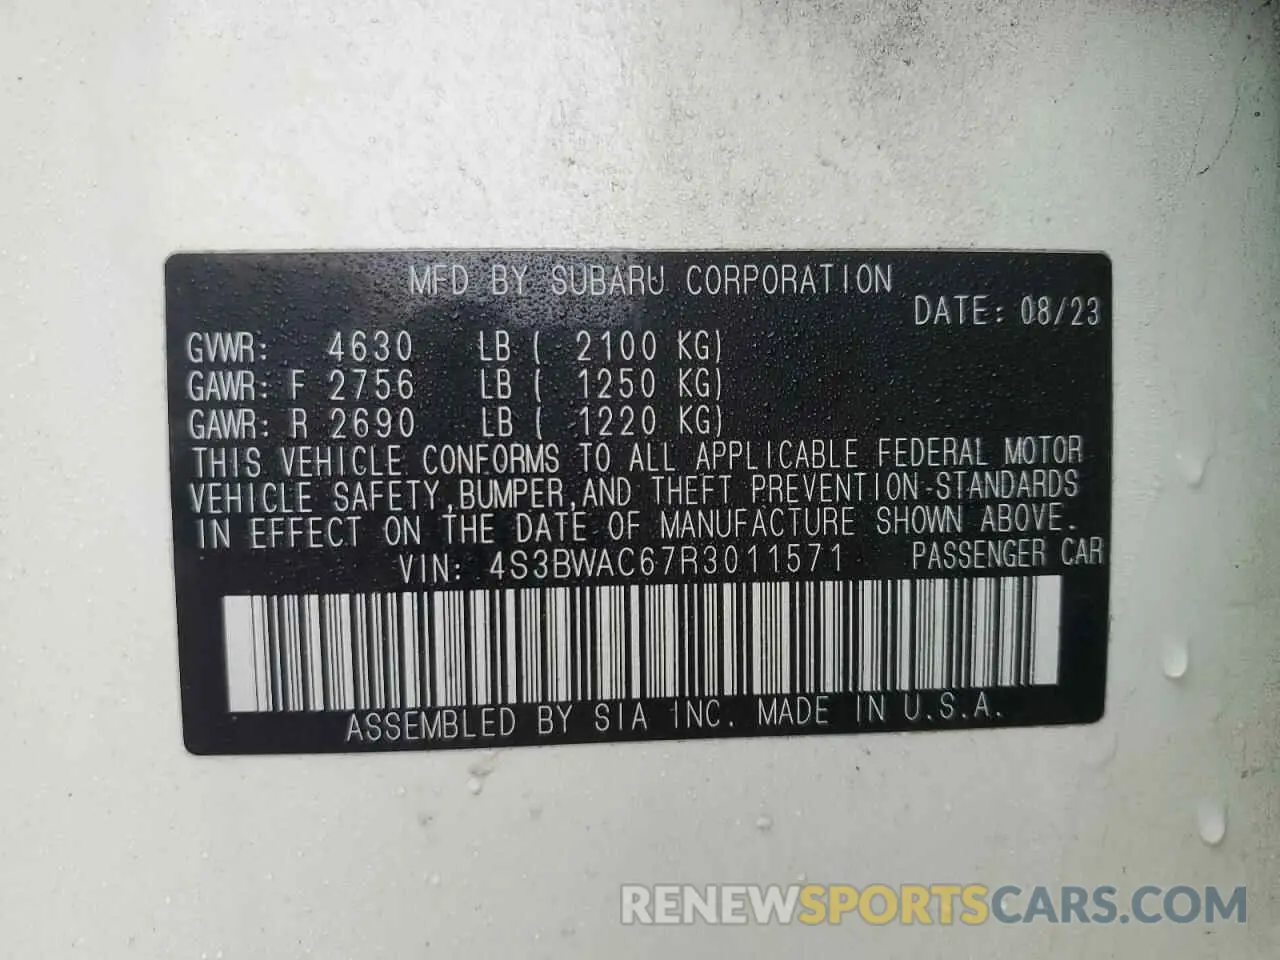 MFD BY SUBARU CORPORATION
DATE: 08/23
GVWR: 4630 LB ( 2100 KG)
GAWR: F 2756 LB ( 1250 KG)
GAWR: R 2690 LB ( 1220 KG)
THIS VEHICLE CONFORMS TO ALL APPLICABLE FEDERAL MOTOR
VEHICLE SAFETY,BUMPER,AND THEFT PREVENTION-STANDARDS
IN EFFECT ON THE DATE OF MANUFACTURE SHOWN ABOVE.
VIN: 4S3BWAC67R3011571 PASSENGER CAR
ASSEMBLED BY SIA INC. MADE IN U.S.A.
RENEWSPORTSCARS.COM